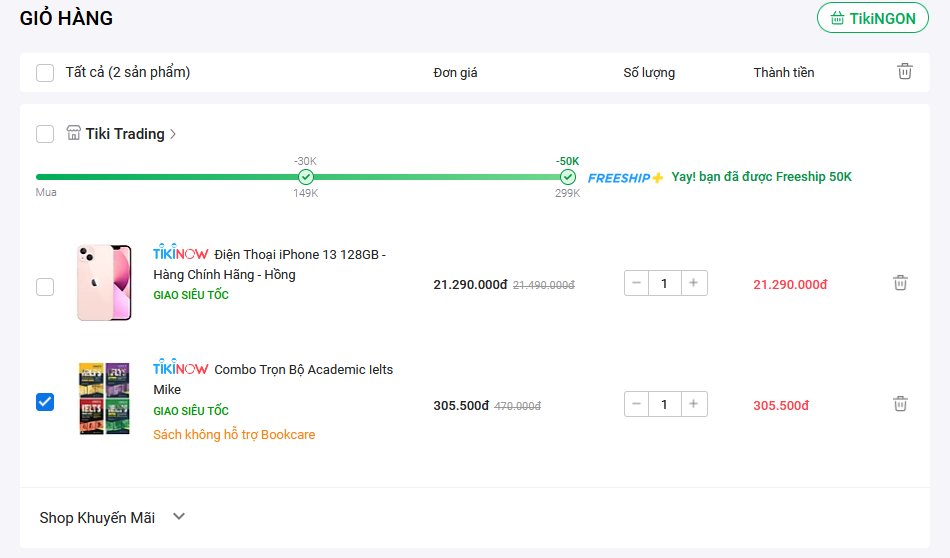 GIỎ HÀNG
TikiNGON
Tất cả (2 sản phẩm) Đơn giá Số lượng Thành tiền
Tiki Trading
-30K -50K
FREESHIP+ Yay! bạn đã được Freeship 50K
Mua 149K 299K
TIKINOW Điện Thoại iPhone 13 128GB -
Hàng Chính Hãng - Hồng
GIAO SIÊU TỐC
21.290.000đ 21.490.000đ - 1 + 21.290.000đ
TIKINOW Combo Trọn Bộ Academic Ielts
Mike
GIAO SIÊU TỐC
Sách không hỗ trợ Bookcare
305.500đ 470.000đ - 1 + 305.500đ
IELTS
Shop Khuyến Mãi